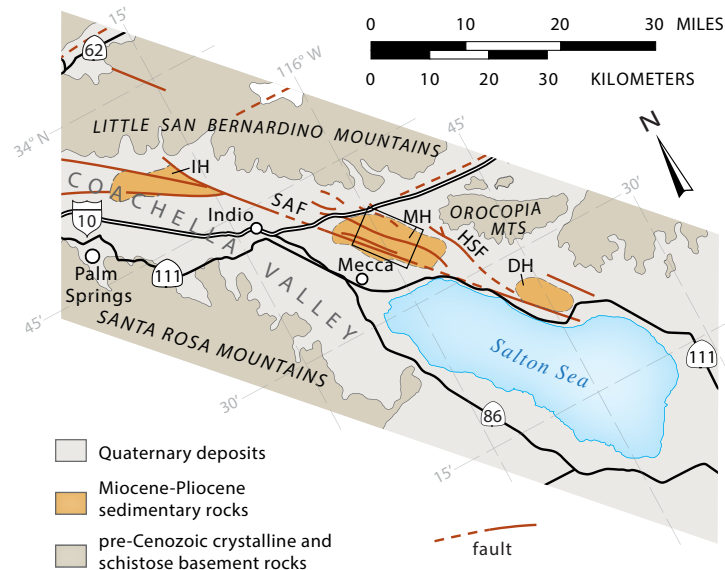 15'
0 10 20 30 MILES
0 10 20 30 KILOMETERS
62
116° W
N
34° N
LITTLE SAN BERNARDINO MOUNTAINS
45'
30'
IH
COACHELLA VALLEY
SAF
MH
OROCOPIA
MTS
10
Indio
HSF
Mecca
DH
Palm
Springs
111
45'
SANTA ROSA MOUNTAINS
Salton Sea
111
30'
86
15'
Quaternary deposits
Miocene-Pliocene
sedimentary rocks
pre-Cenozoic crystalline and
schistose basement rocks
fault